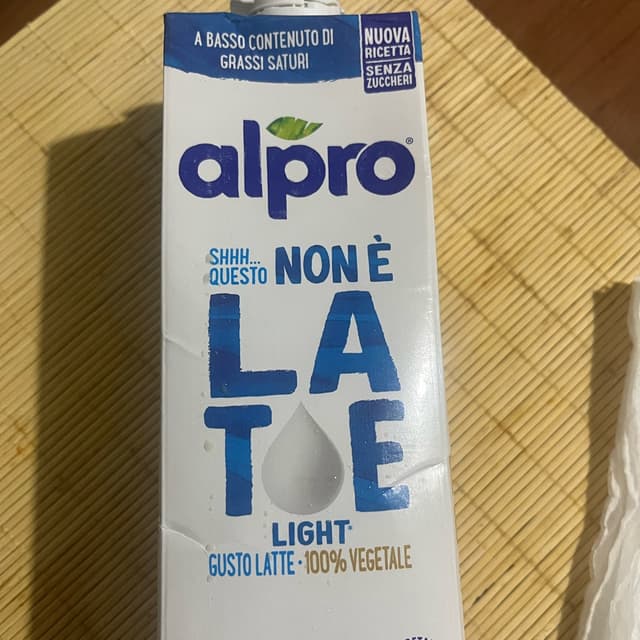 A BASSO CONTENUTO DI
GRASSI SATURI
NUOVA
RICETTA
SENZA
ZUCCHERI
alpro®
SHHH...
QUESTO NON È
LA
T E
LIGHT*
GUSTO LATTE · 100% VEGETALE